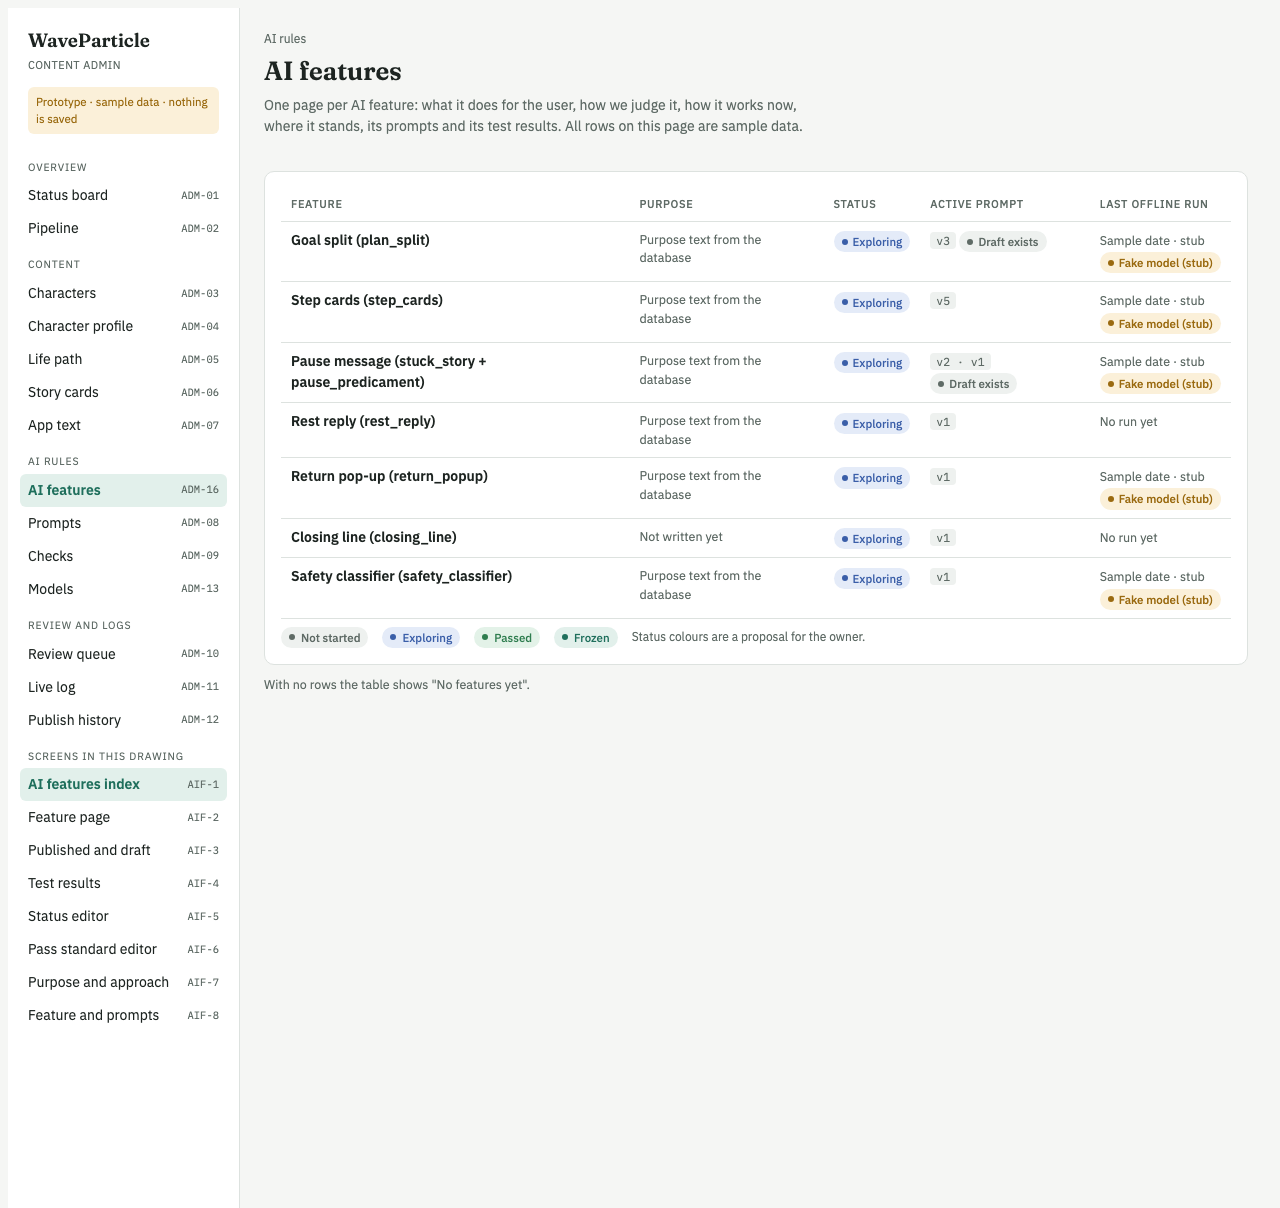 WaveParticle
CONTENT ADMIN
Prototype · sample data · nothing
is saved
OVERVIEW
Status board ADM-01
Pipeline ADM-02
CONTENT
Characters ADM-03
Character profile ADM-04
Life path ADM-05
Story cards ADM-06
App text ADM-07
AI RULES
AI features ADM-16
Prompts ADM-08
Checks ADM-09
Models ADM-13
REVIEW AND LOGS
Review queue ADM-10
Live log ADM-11
Publish history ADM-12
SCREENS IN THIS DRAWING
AI features index AIF-1
Feature page AIF-2
Published and draft AIF-3
Test results AIF-4
Status editor AIF-5
Pass standard editor AIF-6
Purpose and approach AIF-7
Feature and prompts AIF-8
AI rules
AI features
One page per AI feature: what it does for the user, how we judge it, how it works now,
where it stands, its prompts and its test results. All rows on this page are sample data.
FEATURE PURPOSE STATUS ACTIVE PROMPT LAST OFFLINE RUN
Goal split (plan_split) Purpose text from the Exploring v3 Draft exists Sample date · stub
database Fake model (stub)
Step cards (step_cards) Purpose text from the Exploring v5 Sample date · stub
database Fake model (stub)
Pause message (stuck_story + Purpose text from the Exploring v2 · v1 Sample date · stub
pause_predicament) database Draft exists Fake model (stub)
Rest reply (rest_reply) Purpose text from the Exploring v1 No run yet
database
Return pop-up (return_popup) Purpose text from the Exploring v1 Sample date · stub
database Fake model (stub)
Closing line (closing_line) Not written yet Exploring v1 No run yet
Safety classifier (safety_classifier) Purpose text from the Exploring v1 Sample date · stub
database Fake model (stub)
Not started Exploring Passed Frozen Status colours are a proposal for the owner.
With no rows the table shows "No features yet".